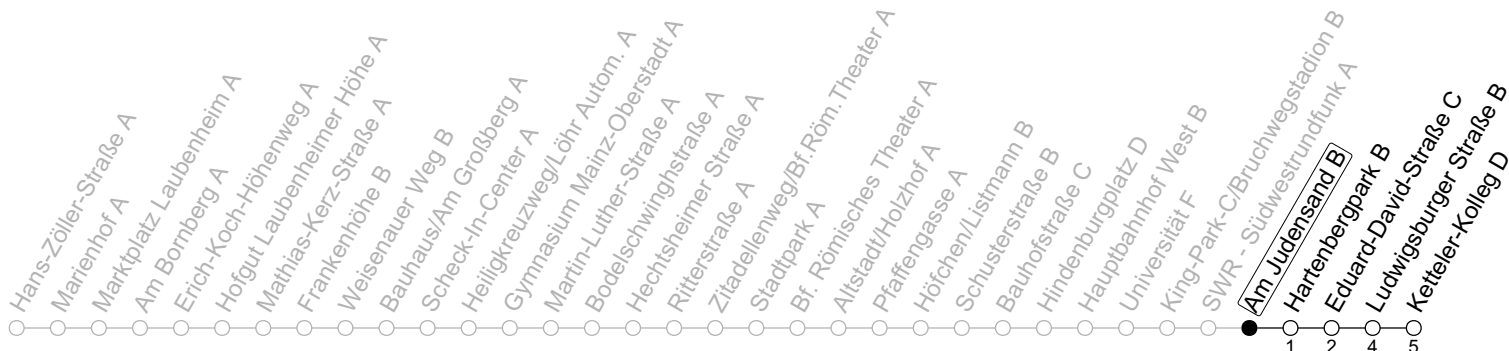 Hans-Zöller-Straße A
Marienhof A
Marktplatz Laubenheim A
Am Bornberg A
Erich-Koch-Höhenweg A
Hofgut Laubenheimer Höhe A
Mathias-Kerz-Straße A
Frankenhöhe B
Weisenauer Weg B
Bauhaus/Am Großberg A
Scheck-In-Center A
Heiligkreuzweg/Löhr Autom. A
Gymnasium Mainz-Oberstadt A
Martin-Luther-Straße A
Bodelschwinghstraße A
Hechtsheimer Straße A
Ritterstraße A
Zitadellenweg/Bf.Röm.Theater A
Stadtpark A
Bf. Römisches Theater A
Altstadt/Holzhof A
Pfaffengasse A
Höfchen/Listmann B
Schusterstraße B
Bauhofstraße C
Hindenburgplatz D
Hauptbahnhof West B
Universität F
King-Park-C/Bruchwegstadion B
SWR - Südwestrundfunk A
Am Judensand B
Hartenbergpark B
Eduard-David-Straße C
Ludwigsburger Straße B
Ketteler-Kolleg D
1 2 4 5